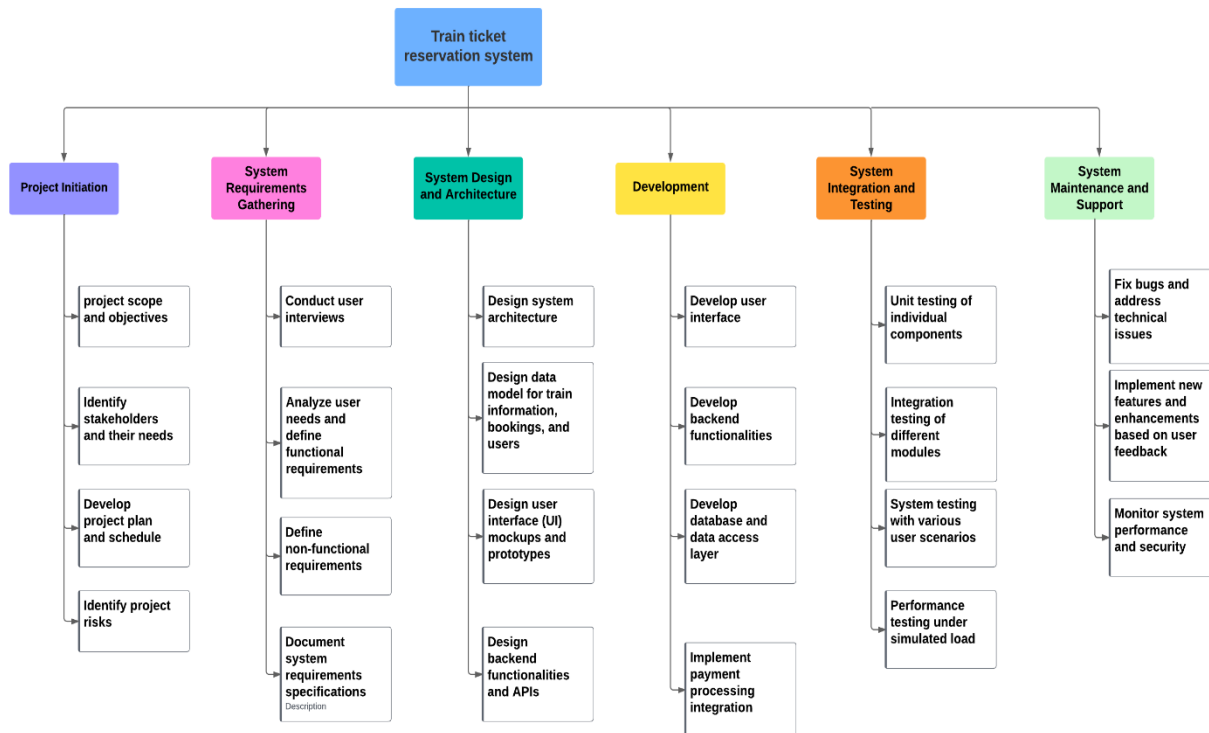 Train ticket
reservation system
Project Initiation
System
Requirements
Gathering
System Design
and Architecture
Development
System
Integration and
Testing
System
Maintenance and
Support
project scope
and objectives
Identify
stakeholders
and their needs
Develop
project plan
and schedule
Identify project
risks
Conduct user
interviews
Analyze user
needs and
define
functional
requirements
Define
non-functional
requirements
Document
system
requirements
specifications
Description
Design system
architecture
Design data
model for train
information,
bookings, and
users
Design user
interface (UI)
mockups and
prototypes
Design
backend
functionalities
and APIs
Develop user
interface
Develop
backend
functionalities
Develop
database and
data access
layer
Implement
payment
processing
integration
Unit testing of
individual
components
Integration
testing of
different
modules
System testing
with various
user scenarios
Performance
testing under
simulated load
Fix bugs and
address
technical
issues
Implement new
features and
enhancements
based on user
feedback
Monitor system
performance
and security